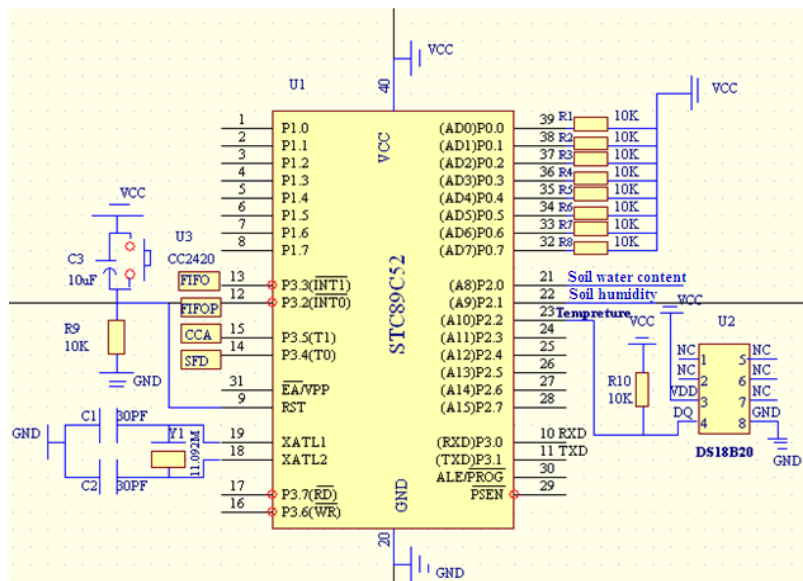 VCC
U1
40
VCC
1 P1.0
2 P1.1
3 P1.2
4 P1.3
5 P1.4
6 P1.5
7 P1.6
8 P1.7
VCC
C3
10uF
U3
CC2420
FIFO 13 P3.3(INT1)
FIFOP 12 P3.2(INT0)
CCA 15 P3.5(T1)
SFD 14 P3.4(T0)
R9
10K
GND
31 EA/VPP
9 RST
C1 30PF
GND
Y1
11.092M
C2 30PF
19 XATL1
18 XATL2
17 P3.7(RD)
16 P3.6(WR)
STC89C52
GND
20
GND
VCC
(AD0)P0.0 39 R1 10K
(AD1)P0.1 38 R2 10K
(AD2)P0.2 37 R3 10K
(AD3)P0.3 36 R4 10K
(AD4)P0.4 35 R5 10K
(AD5)P0.5 34 R6 10K
(AD6)P0.6 33 R7 10K
(AD7)P0.7 32 R8 10K
(A8)P2.0 21 Soil water content
(A9)P2.1 22 Soil humidity
(A10)P2.2 23 Tempreture
(A11)P2.3 24
(A12)P2.4 25
(A13)P2.5 26
(A14)P2.6 27
(A15)P2.7 28
(RXD)P3.0 10 RXD
(TXD)P3.1 11 TXD
ALE/PROG 30
PSEN 29
VCC
R10
10K
VCC
U2
NC 1 5 NC
NC 2 6 NC
VDD 3 7 NC
DQ 4 8 GND
DS18B20
GND